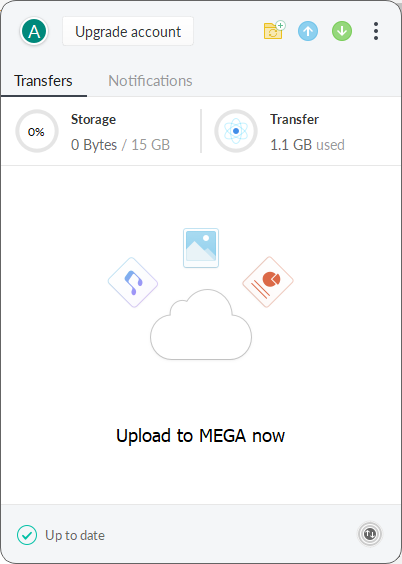 A
Upgrade account
Transfers
Notifications
0%
Storage
0 Bytes / 15 GB
Transfer
1.1 GB used
Upload to MEGA now
Up to date